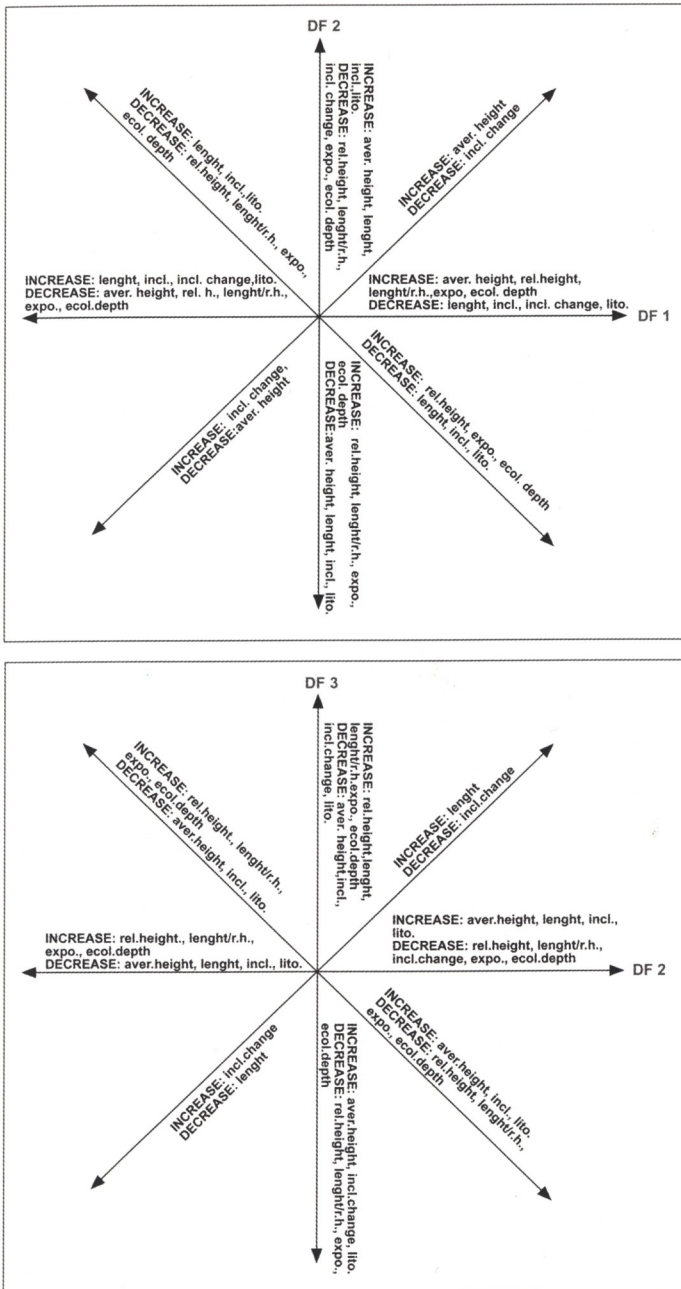 DF 2
INCREASE: aver. height, lenght,
incl.,lito.
DECREASE: rel.height, lenght/r.h.,
incl. change, expo., ecol. depth
INCREASE: lenght, incl.,lito.
DECREASE: rel.height, lenght/r.h., expo.,
ecol. depth
INCREASE: aver. height
DECREASE: incl. change
INCREASE: lenght, incl., incl. change,lito.
DECREASE: aver. height, rel. h., lenght/r.h.,
expo., ecol.depth
INCREASE: aver. height, rel.height,
lenght/r.h.,expo, ecol. depth
DECREASE: lenght, incl., incl. change, lito.
DF 1
INCREASE: incl. change,
DECREASE:aver. height
INCREASE: rel.height, lenght/r.h., expo.,
ecol. depth
DECREASE:aver. height, lenght, incl., lito.
INCREASE: rel.height, expo., ecol. depth
DECREASE: lenght, incl., lito.
DF 3
INCREASE: rel.height,lenght,
lenght/r.h.expo., ecol.depth
DECREASE: aver. height,incl.,
incl.change, lito.
INCREASE: rel.height., lenght/r.h.,
expo., ecol.depth
DECREASE: aver.height, incl., lito.
INCREASE: lenght
DECREASE: incl.change
INCREASE: rel.height., lenght/r.h.,
expo., ecol.depth
DECREASE: aver.height, lenght, incl., lito.
INCREASE: aver.height, lenght, incl.,
lito.
DECREASE: rel.height, lenght/r.h.,
incl.change, expo., ecol.depth
DF 2
INCREASE: incl.change
DECREASE: lenght
INCREASE: aver.height, incl.change, lito.
DECREASE: rel.height, lenght/r.h., expo.,
ecol.depth
INCREASE: aver.height, incl., lito.
DECREASE: rel.height, lenght/r.h.,
expo., ecol.depth